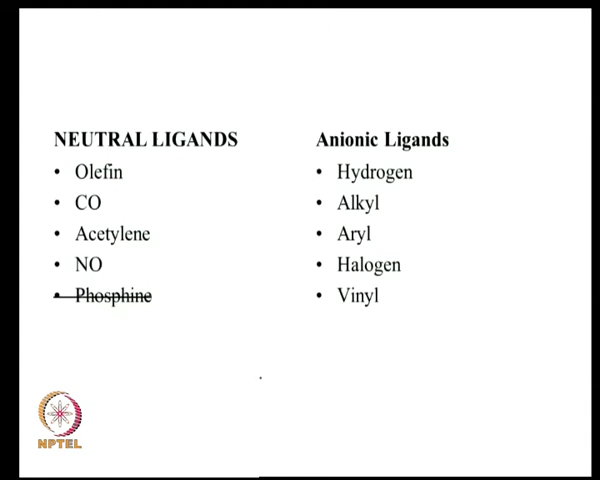 NEUTRAL LIGANDS
• Olefin
• CO
• Acetylene
• NO
• Phosphine
Anionic Ligands
• Hydrogen
• Alkyl
• Aryl
• Halogen
• Vinyl
NPTEL